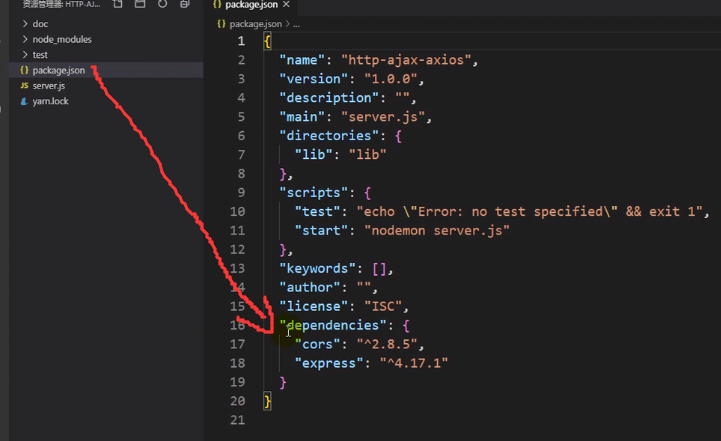 资源管理器: HTTP-AJ...
doc
node_modules
test
{} package.json
JS server.js
yarn.lock
{} package.json ×
{} package.json > ...
1 {
2 "name": "http-ajax-axios",
3 "version": "1.0.0",
4 "description": "",
5 "main": "server.js",
6 "directories": {
7 "lib": "lib"
8 },
9 "scripts": {
10 "test": "echo \"Error: no test specified\" && exit 1",
11 "start": "nodemon server.js"
12 },
13 "keywords": [],
14 "author": "",
15 "license": "ISC",
16 "dependencies": {
17 "cors": "^2.8.5",
18 "express": "^4.17.1"
19 }
20 }
21